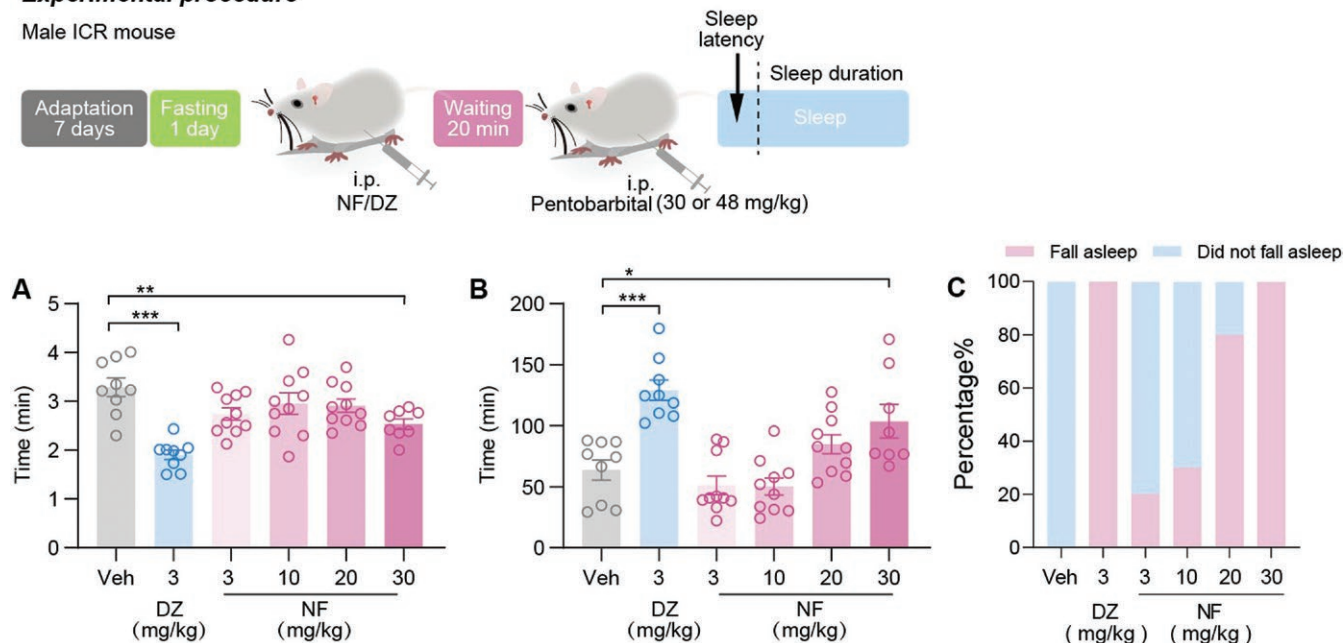 Experimental procedure
Male ICR mouse
Sleep
latency
Sleep duration
Adaptation
7 days
Fasting
1 day
Waiting
20 min
Sleep
i.p.
NF/DZ
i.p.
Pentobarbital (30 or 48 mg/kg)
Fall asleep
Did not fall asleep
A
**
***
Time (min)
5
4
3
2
1
0
Veh
3
3
10
20
30
DZ
(mg/kg)
NF
(mg/kg)
B
*
***
Time (min)
200
150
100
50
0
Veh
3
3
10
20
30
DZ
(mg/kg)
NF
(mg/kg)
C
Percentage%
100
80
60
40
20
0
Veh
3
3
10
20
30
DZ
(mg/kg)
NF
(mg/kg)